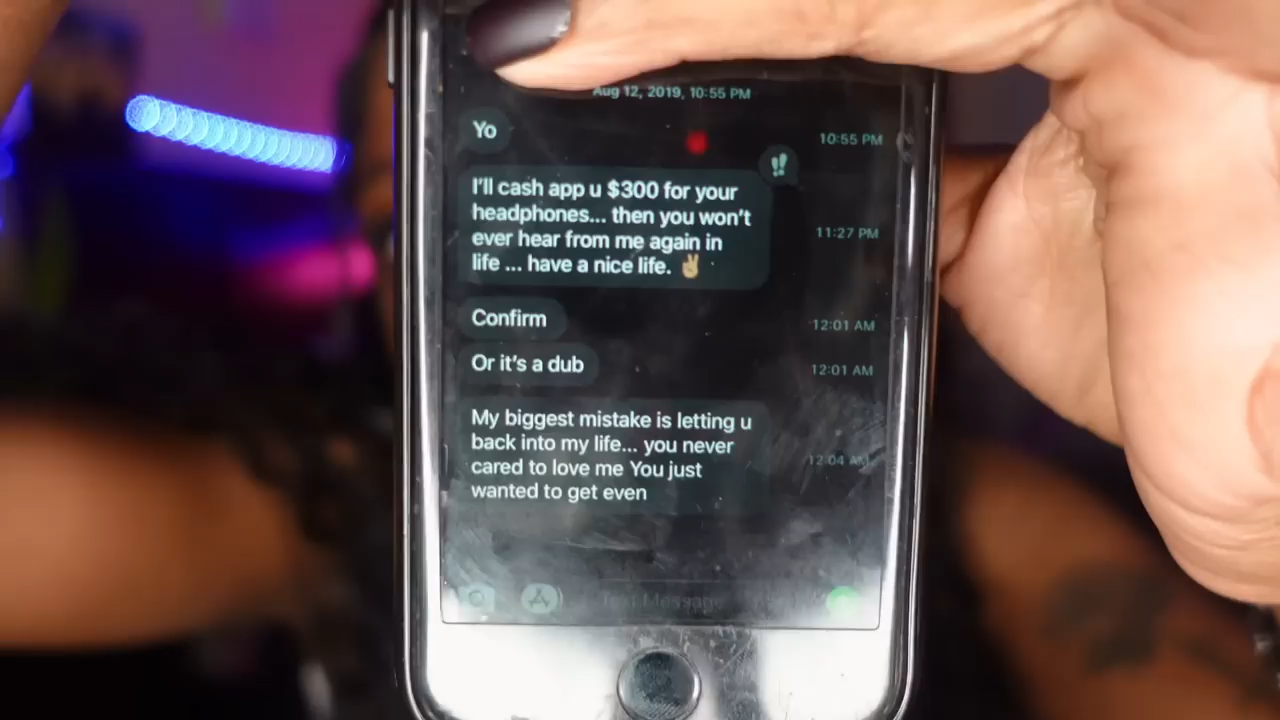 Aug 12, 2019, 10:55 PM
Yo
10:55 PM
I'll cash app u $300 for your
headphones... then you won't
ever hear from me again in
life ... have a nice life. ✌🏼
11:27 PM
Confirm
12:01 AM
Or it's a dub
12:01 AM
My biggest mistake is letting u
back into my life... you never
cared to love me You just
wanted to get even
12:04 AM
Text Message